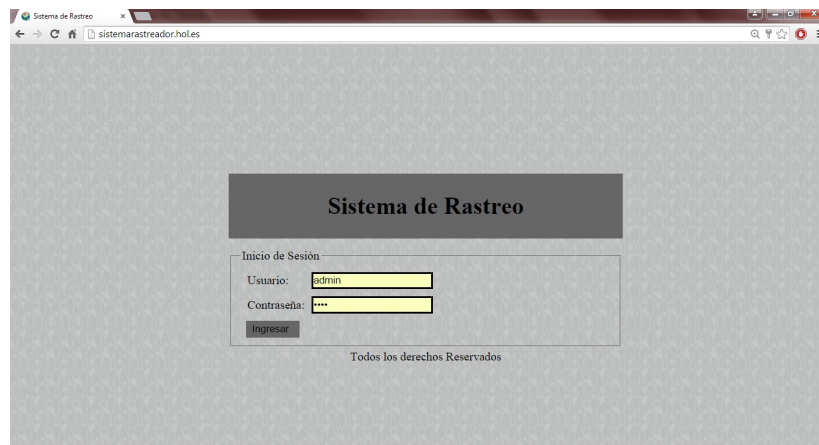 Sistema de Rastreo
sistemarastreador.hol.es
Sistema de Rastreo
Inicio de Sesión
Usuario: admin
Contraseña: ••••
Ingresar
Todos los derechos Reservados